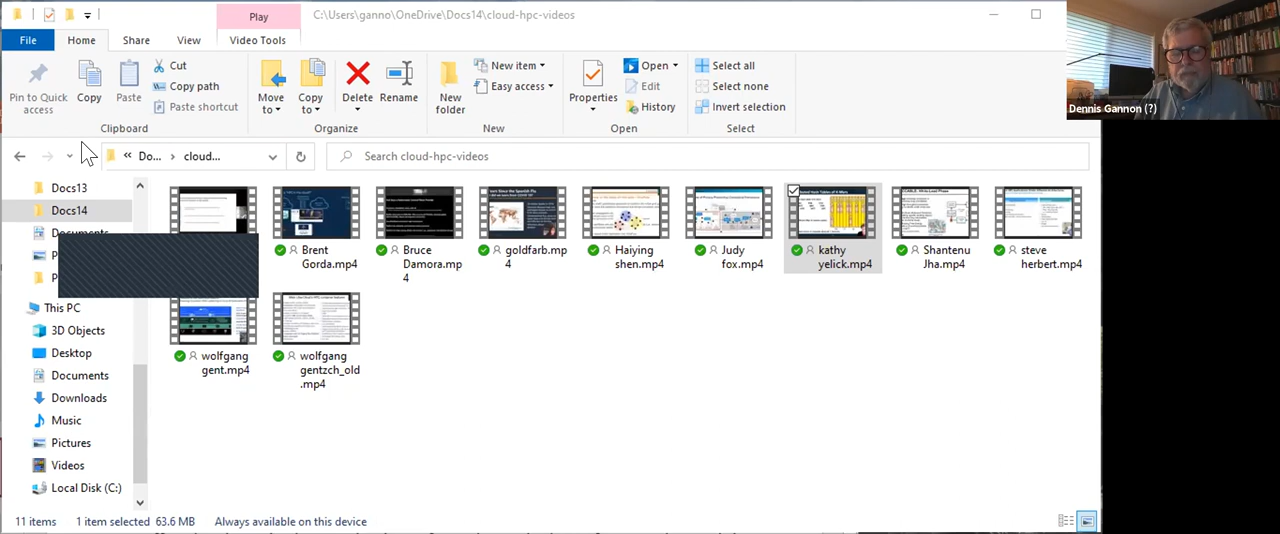 Play
C:\Users\ganno\OneDrive\Docs14\cloud-hpc-videos
File
Home
Share
View
Video Tools
Pin to Quick
access
Copy
Paste
Cut
Copy path
Paste shortcut
Clipboard
Move
to
Copy
to
Delete
Rename
Organize
New
folder
New item
Easy access
New
Properties
Open
Edit
History
Open
Select all
Select none
Invert selection
Select
Dennis Gannon (?)
« Do... › cloud...
Search cloud-hpc-videos
Docs13
Docs14
Documents
This PC
3D Objects
Desktop
Documents
Downloads
Music
Pictures
Videos
Local Disk (C:)
Brent
Gorda.mp4
Bruce
Damora.mp
4
goldfarb.mp
4
Haiying
shen.mp4
Judy
fox.mp4
kathy
yelick.mp4
Shantenu
Jha.mp4
steve
herbert.mp4
wolfgang
gent.mp4
wolfgang
gentzch_old
.mp4
11 items
1 item selected 63.6 MB
Always available on this device